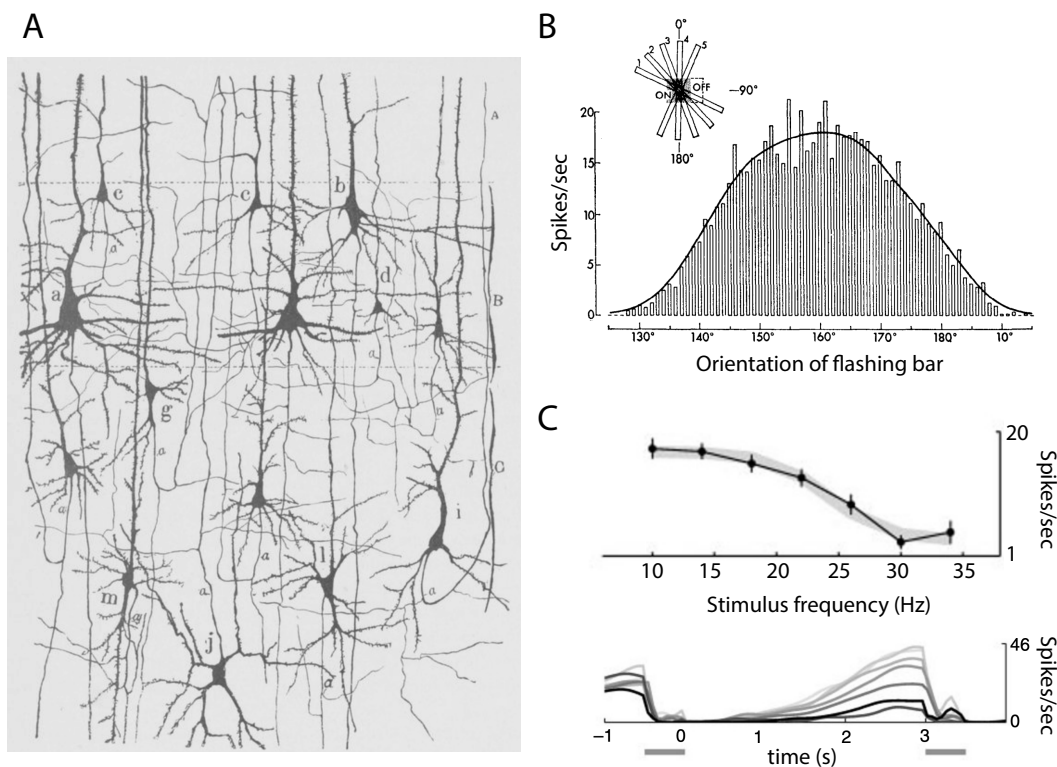 A
A
c
c
b
a
d
a
B
a
g
a
a
C
a
i
a
a
a
a
m
j
a
B
0°
1 2 3 4 5
ON OFF
—90°
180°
Spikes/sec
20
15
10
5
0
130° 140° 150° 160° 170° 180° 10°
Orientation of flashing bar
C
20
Spikes/sec
1
10 15 20 22 25 30 35
Stimulus frequency (Hz)
46
Spikes/sec
0
−1 0 1 2 3
time (s)